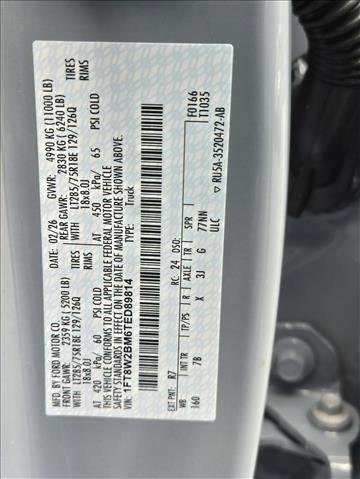 MFD. BY FORD MOTOR CO.
02/26 GVWR: 4990 KG (11000 LB)
2359 KG (5200 LB) REAR GAWR: 2830 KG (6240 LB)
WITH LT285/75R18E 129/126Q TIRES WITH LT285/75R18E 129/126Q TIRES
18x8.0J RIMS 18x8.0J RIMS
AT 420 kPa/ 60 PSI COLD AT 450 kPa/ 65 PSI COLD
THIS VEHICLE CONFORMS TO ALL APPLICABLE FEDERAL MOTOR VEHICLE
SAFETY STANDARDS IN EFFECT ON THE DATE OF MANUFACTURE SHOWN ABOVE.
1FT8W2BM6TED89814
TYPE: Truck
F0166
T1035
EXT PNT: R7 RC: 24 DSO:
WB INT TR TP/PS R AXLE TR SPR
160 7B X 3J G 77NN
ULC
RU5A-3520472-AB